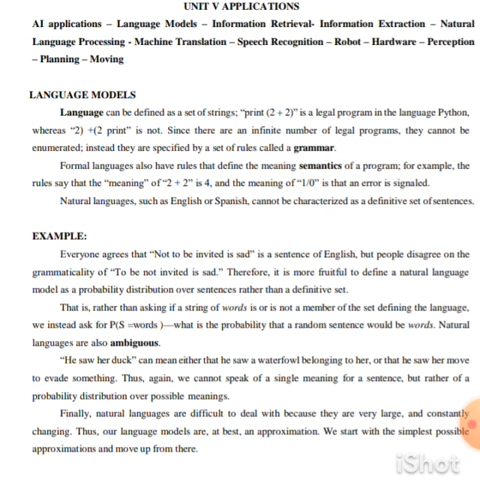 UNIT V APPLICATIONS
AI applications – Language Models – Information Retrieval- Information Extraction – Natural
Language Processing - Machine Translation – Speech Recognition – Robot – Hardware – Perception
– Planning – Moving
LANGUAGE MODELS
Language can be defined as a set of strings; “print (2 + 2)” is a legal program in the language Python,
whereas “2) +(2 print” is not. Since there are an infinite number of legal programs, they cannot be
enumerated; instead they are specified by a set of rules called a grammar.
Formal languages also have rules that define the meaning semantics of a program; for example, the
rules say that the “meaning” of “2 + 2” is 4, and the meaning of “1/0” is that an error is signaled.
Natural languages, such as English or Spanish, cannot be characterized as a definitive set of sentences.
EXAMPLE:
Everyone agrees that “Not to be invited is sad” is a sentence of English, but people disagree on the
grammaticality of “To be not invited is sad.” Therefore, it is more fruitful to define a natural language
model as a probability distribution over sentences rather than a definitive set.
That is, rather than asking if a string of words is or is not a member of the set defining the language,
we instead ask for P(S =words )—what is the probability that a random sentence would be words. Natural
languages are also ambiguous.
“He saw her duck” can mean either that he saw a waterfowl belonging to her, or that he saw her move
to evade something. Thus, again, we cannot speak of a single meaning for a sentence, but rather of a
probability distribution over possible meanings.
Finally, natural languages are difficult to deal with because they are very large, and constantly
changing. Thus, our language models are, at best, an approximation. We start with the simplest possible
approximations and move up from there.
iShot